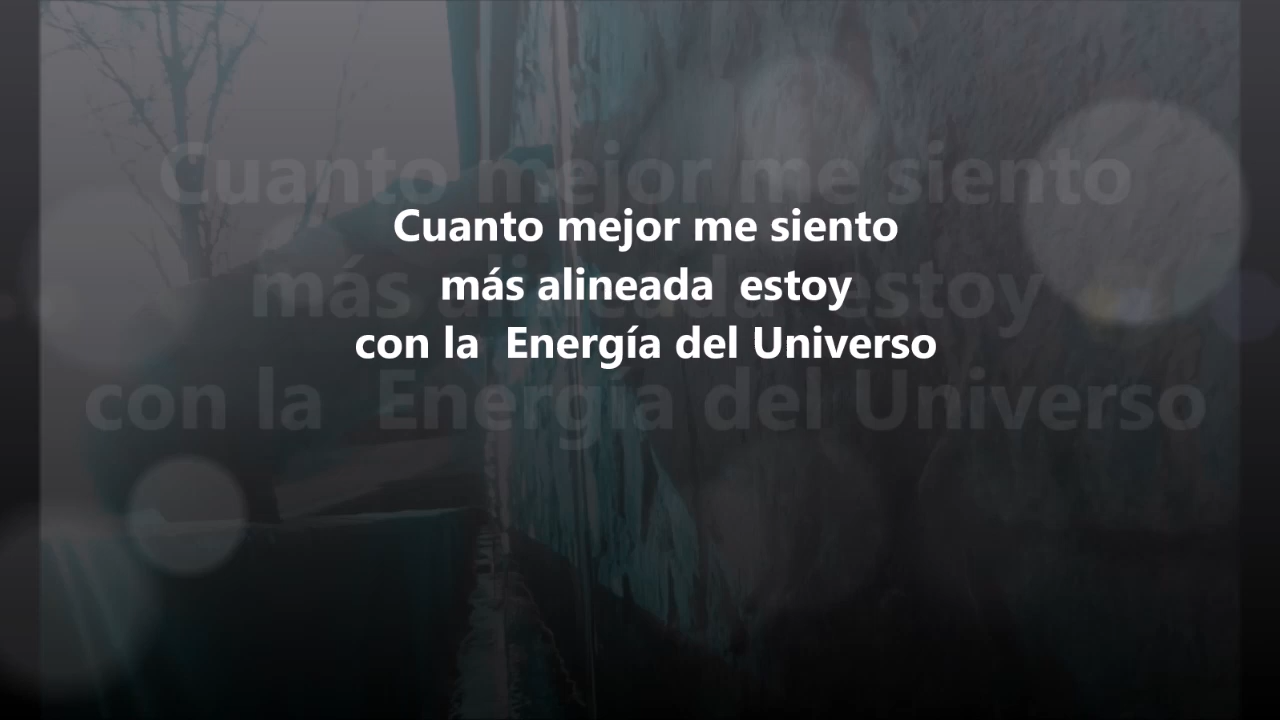 Cuanto mejor me siento
más alineada  estoy
con la  Energía del Universo